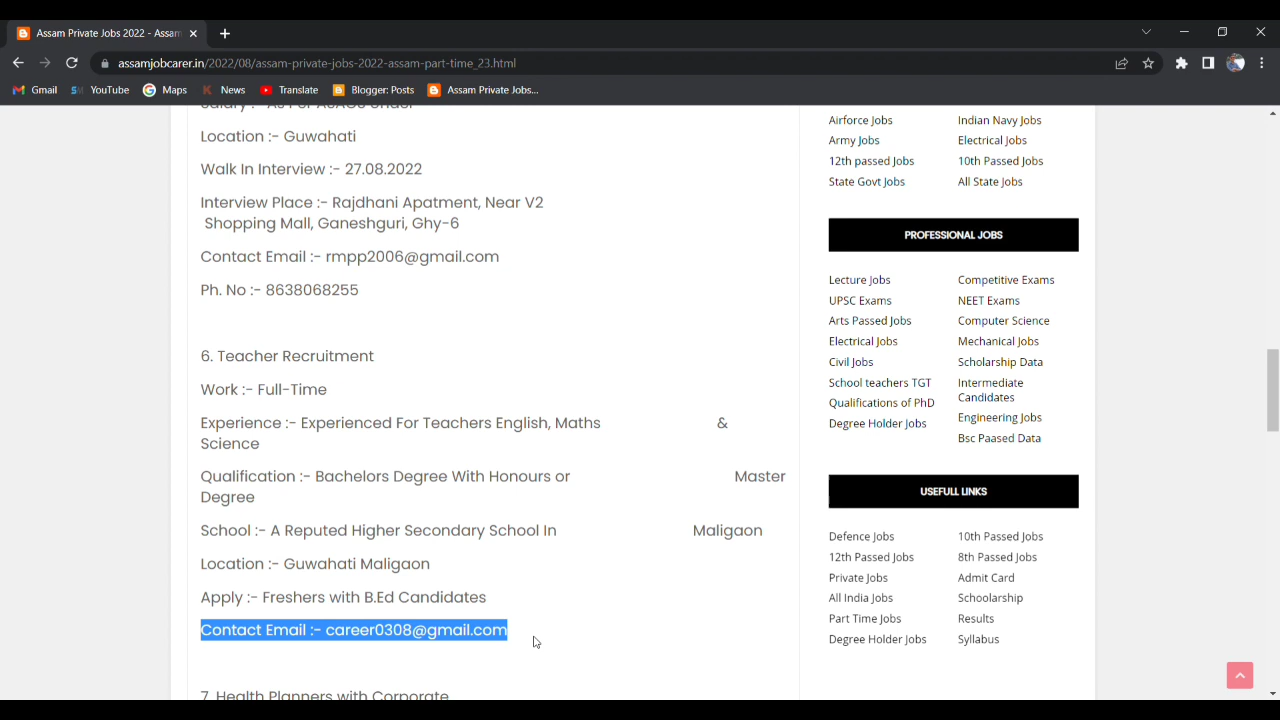 Assam Private Jobs 2022 - Assam
assamjobcarer.in/2022/08/assam-private-jobs-2022-assam-part-time_23.html
Gmail YouTube Maps News Translate Blogger: Posts Assam Private Jobs...
Location :- Guwahati
Walk In Interview :- 27.08.2022
Interview Place :- Rajdhani Apatment, Near V2
Shopping Mall, Ganeshguri, Ghy-6
Contact Email :- rmpp2006@gmail.com
Ph. No :- 8638068255
6. Teacher Recruitment
Work :- Full-Time
Experience :- Experienced For Teachers English, Maths &
Science
Qualification :- Bachelors Degree With Honours or Master
Degree
School :- A Reputed Higher Secondary School In Maligaon
Location :- Guwahati Maligaon
Apply :- Freshers with B.Ed Candidates
Contact Email :- career0308@gmail.com
7. Health Planners with Corporate
Airforce Jobs Indian Navy Jobs
Army Jobs Electrical Jobs
12th passed Jobs 10th Passed Jobs
State Govt Jobs All State Jobs
PROFESSIONAL JOBS
Lecture Jobs Competitive Exams
UPSC Exams NEET Exams
Arts Passed Jobs Computer Science
Electrical Jobs Mechanical Jobs
Civil Jobs Scholarship Data
School teachers TGT Intermediate
Candidates
Qualifications of PhD
Degree Holder Jobs Engineering Jobs
Bsc Paased Data
USEFULL LINKS
Defence Jobs 10th Passed Jobs
12th Passed Jobs 8th Passed Jobs
Private Jobs Admit Card
All India Jobs Schoolarship
Part Time Jobs Results
Degree Holder Jobs Syllabus